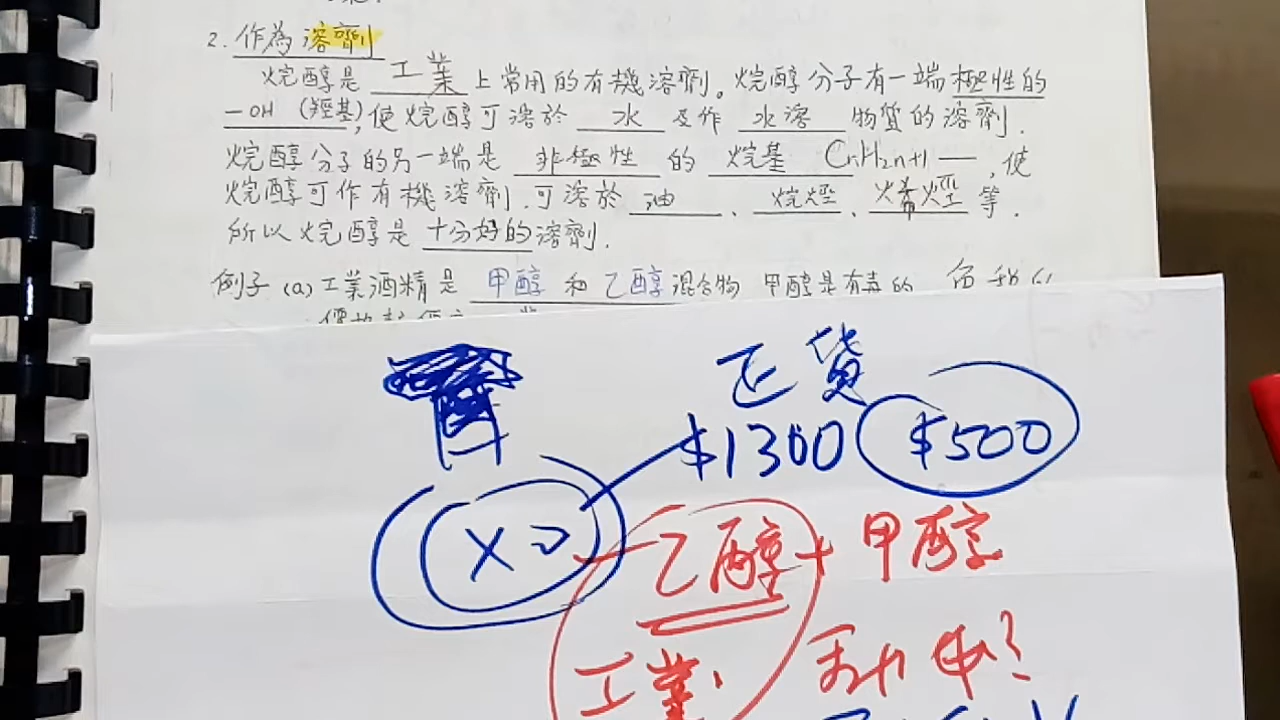 2. 作為溶劑
烷醇是 工業 上常用的有機溶劑。烷醇分子有一端極性的
—OH (羥基),使烷醇可溶於 水 及作 水溶 物質的溶劑.
烷醇分子的另一端是 非極性 的 烷基 CnH2n+1—,使
烷醇可作有機溶劑.可溶於 油 、烷烴、烯烴 等.
所以烷醇是 十分好的溶劑.
例子 (a) 工業酒精是 甲醇 和 乙醇 混合物 甲醇是有毒的
正貨
$1300 $500
XO 乙醇 + 甲醇
工業